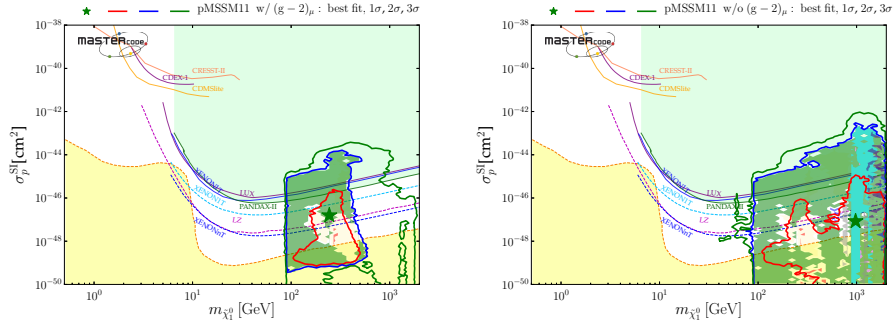 pMSSM11 w/ (g − 2)μ : best fit, 1σ, 2σ, 3σ
10⁻³⁸
10⁻⁴⁰
10⁻⁴²
10⁻⁴⁴
10⁻⁴⁶
10⁻⁴⁸
10⁻⁵⁰
σₚˢᴵ[cm²]
MASTERCODE
CRESST-II
CDEX-1
CDMSlite
XENON1T
XENON1T
LUX
PANDAX-II
LZ
XENONnT
10⁰
10¹
10²
10³
m_χ̃₁⁰ [GeV]
pMSSM11 w/o (g − 2)μ : best fit, 1σ, 2σ, 3σ
10⁻³⁸
10⁻⁴⁰
10⁻⁴²
10⁻⁴⁴
10⁻⁴⁶
10⁻⁴⁸
10⁻⁵⁰
σₚˢᴵ[cm²]
MASTERCODE
CRESST-II
CDEX-1
CDMSlite
XENON1T
XENON1T
LUX
PANDAX-II
LZ
XENONnT
10⁰
10¹
10²
10³
m_χ̃₁⁰ [GeV]